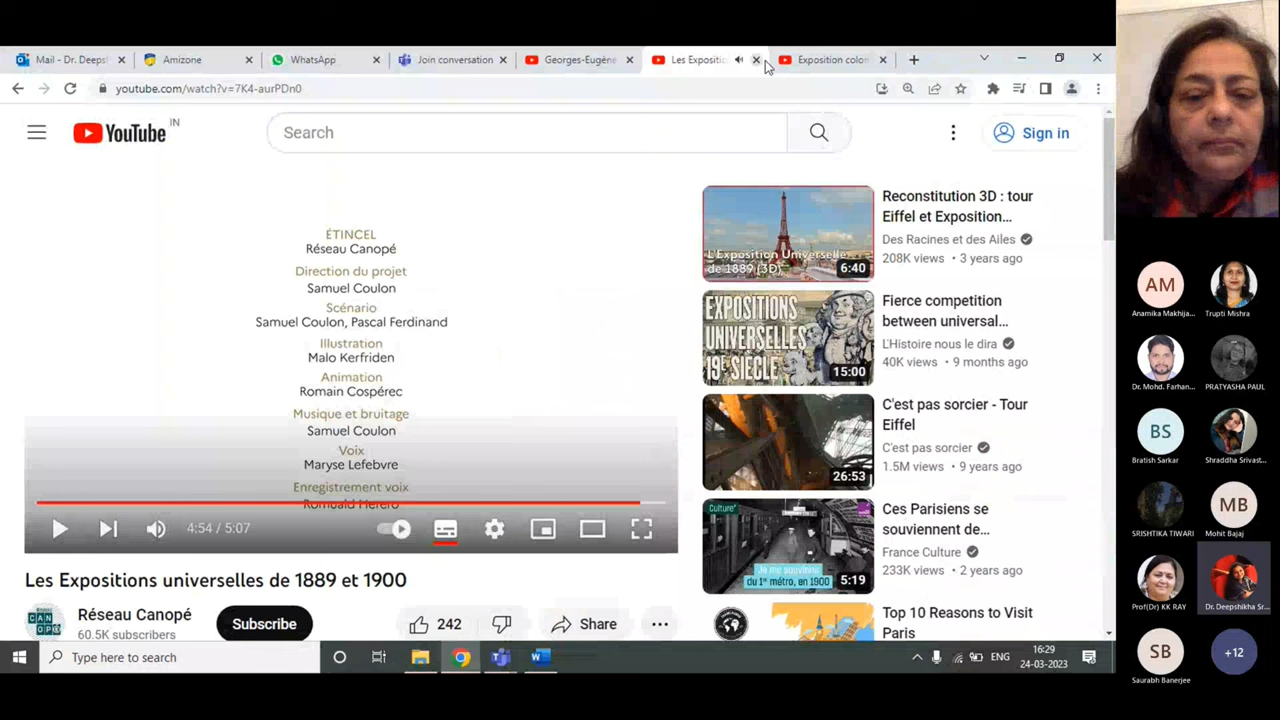 Mail - Dr. Deepsl
Amizone
WhatsApp
Join conversation
Georges-Eugène
Les Expositio
Exposition colon
youtube.com/watch?v=7K4-aurPDn0
YouTube IN
Search
Sign in
ÉTINCEL
Réseau Canopé
Direction du projet
Samuel Coulon
Scénario
Samuel Coulon, Pascal Ferdinand
Illustration
Malo Kerfriden
Animation
Romain Cospérec
Musique et bruitage
Samuel Coulon
Voix
Maryse Lefebvre
Enregistrement voix
Romuald Herero
4:54 / 5:07
Les Expositions universelles de 1889 et 1900
CANOPÉ
Réseau Canopé
60.5K subscribers
Subscribe
242
Share
L'Exposition Universelle
de 1889 (3D)
6:40
Reconstitution 3D : tour
Eiffel et Exposition...
Des Racines et des Ailes
208K views • 3 years ago
EXPOSITIONS
UNIVERSELLES
19E SIÈCLE
15:00
Fierce competition
between universal...
L'Histoire nous le dira
40K views • 9 months ago
26:53
C'est pas sorcier - Tour
Eiffel
C'est pas sorcier
1.5M views • 9 years ago
Culture
Je me souviens
du 1er métro, en 1900
5:19
Ces Parisiens se
souviennent de...
France Culture
233K views • 2 years ago
Top 10 Reasons to Visit
Paris
Type here to search
ENG
16:29
24-03-2023
AM
Anamika Makhija...
Trupti Mishra
Dr. Mohd. Farhan...
PRATYASHA PAUL
BS
Bratish Sarkar
Shraddha Srivast...
SRISHTIKA TIWARI
MB
Mohit Bajaj
Prof(Dr) KK RAY
Dr. Deepshikha Sr...
SB
Saurabh Banerjee
+12